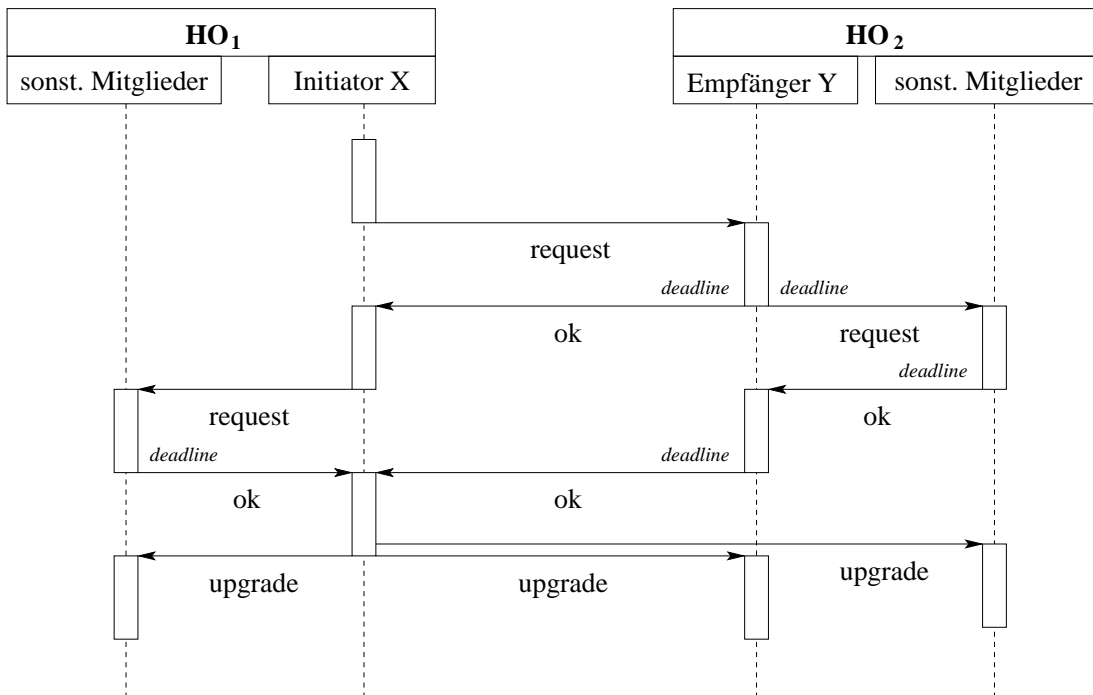 HO1 HO2
sonst. Mitglieder Initiator X Empfänger Y sonst. Mitglieder
request
deadline deadline
ok request
deadline
request ok
deadline deadline
ok ok
upgrade upgrade upgrade